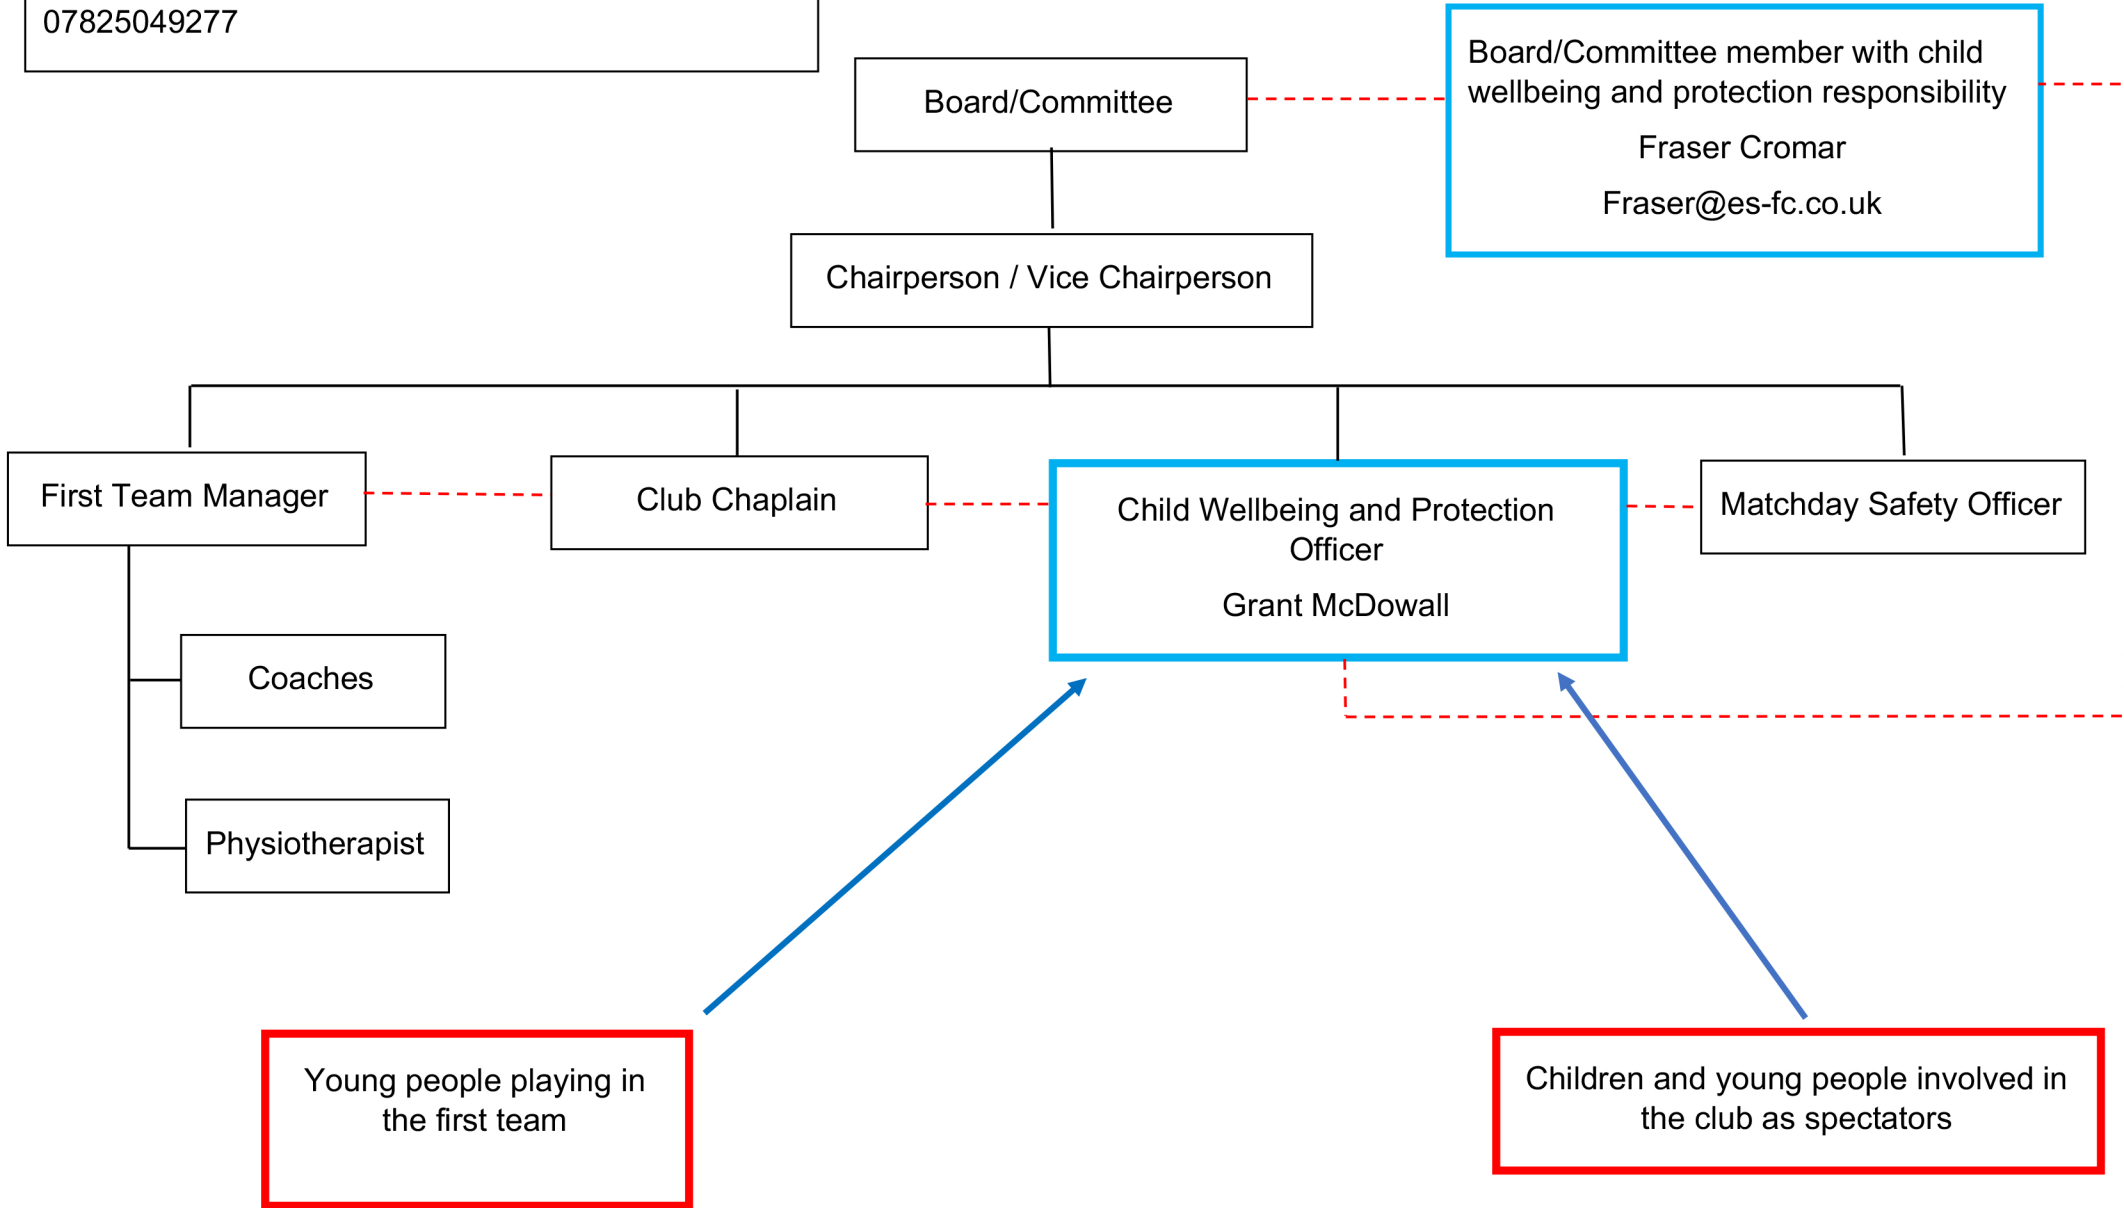 07825049277
Board/Committee
Board/Committee member with child
wellbeing and protection responsibility
Fraser Cromar
Fraser@es-fc.co.uk
Chairperson / Vice Chairperson
First Team Manager
Club Chaplain
Child Wellbeing and Protection
Officer
Grant McDowall
Matchday Safety Officer
Coaches
Physiotherapist
Young people playing in
the first team
Children and young people involved in
the club as spectators